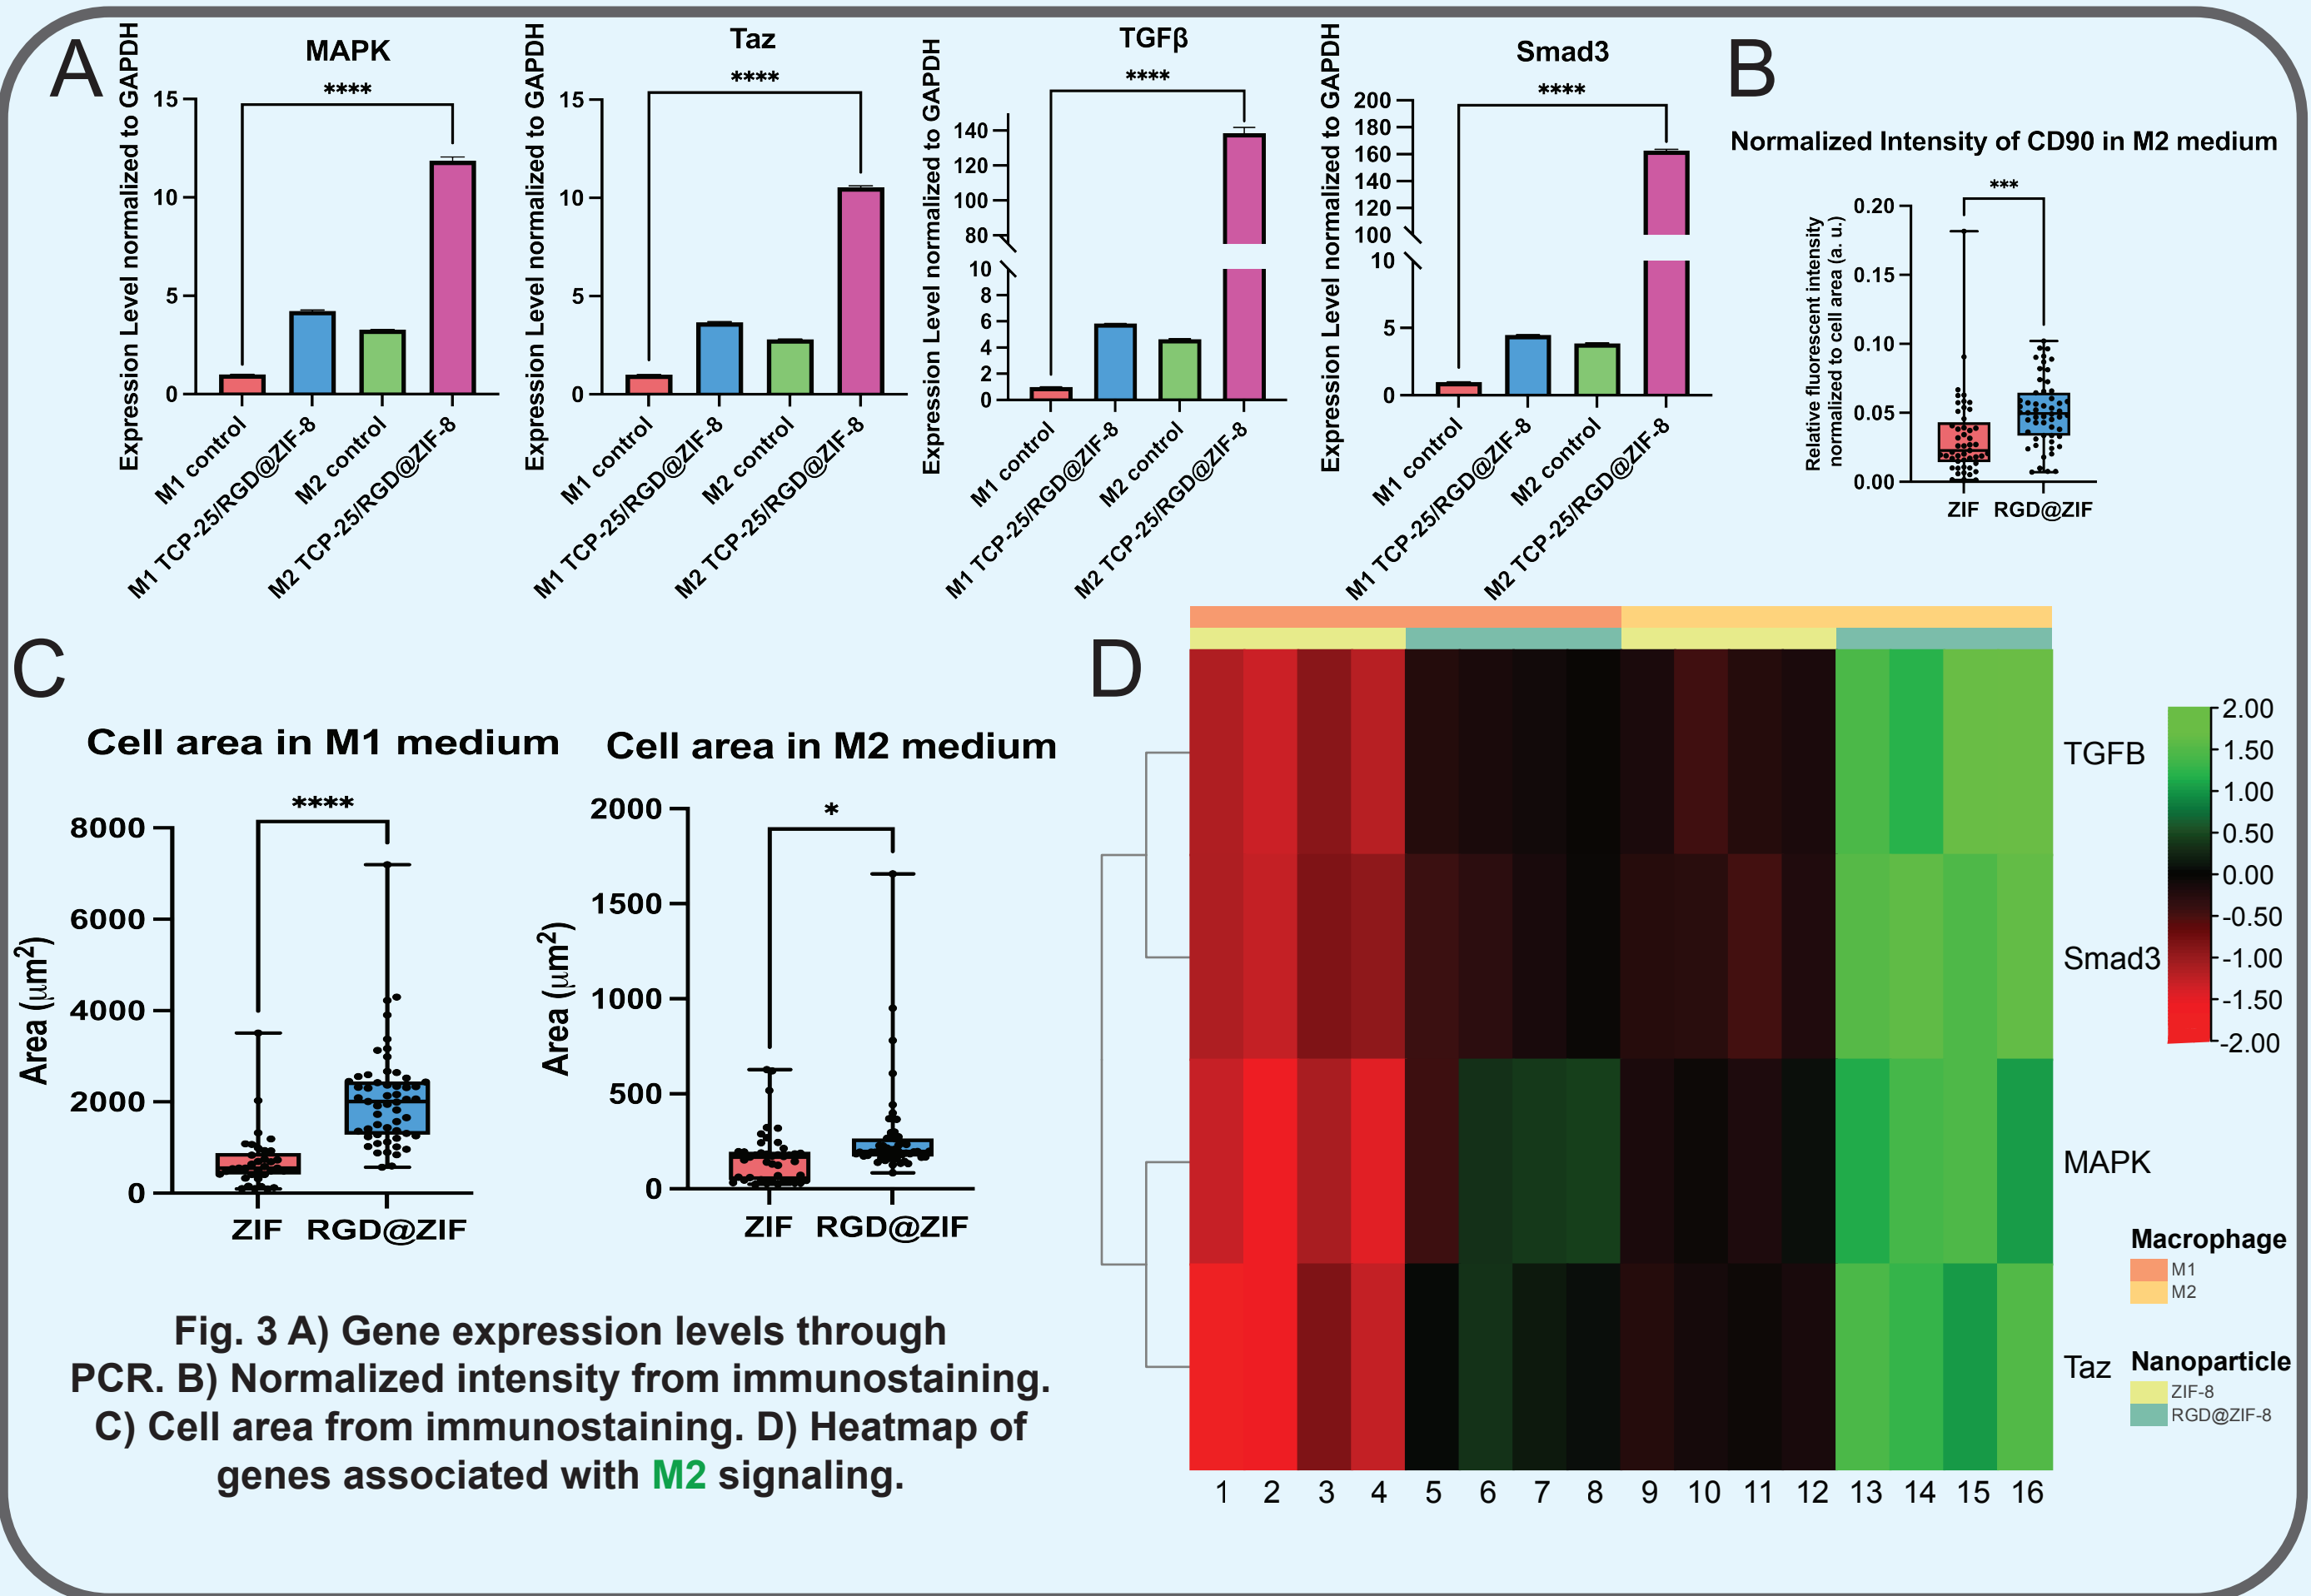 A
MAPK
****
Expression Level normalized to GAPDH
15
10
5
0
M1 control
M1 TCP-25/RGD@ZIF-8
M2 control
M2 TCP-25/RGD@ZIF-8
Taz
****
Expression Level normalized to GAPDH
15
10
5
0
M1 control
M1 TCP-25/RGD@ZIF-8
M2 control
M2 TCP-25/RGD@ZIF-8
TGFβ
****
Expression Level normalized to GAPDH
140
120
100
80
10
8
6
4
2
0
M1 control
M1 TCP-25/RGD@ZIF-8
M2 control
M2 TCP-25/RGD@ZIF-8
Smad3
****
Expression Level normalized to GAPDH
200
180
160
140
120
100
10
5
0
M1 control
M1 TCP-25/RGD@ZIF-8
M2 control
M2 TCP-25/RGD@ZIF-8
B
Normalized Intensity of CD90 in M2 medium
***
Relative fluorescent intensity
normalized to cell area (a. u.)
0.20
0.15
0.10
0.05
0.00
ZIF RGD@ZIF
C
Cell area in M1 medium
****
Area (μm²)
8000
6000
4000
2000
0
ZIF RGD@ZIF
Cell area in M2 medium
*
Area (μm²)
2000
1500
1000
500
0
ZIF RGD@ZIF
D
TGFB
Smad3
MAPK
Taz
2.00
1.50
1.00
0.50
0.00
-0.50
-1.00
-1.50
-2.00
Macrophage
M1
M2
Nanoparticle
ZIF-8
RGD@ZIF-8
1 2 3 4 5 6 7 8 9 10 11 12 13 14 15 16
Fig. 3 A) Gene expression levels through
PCR. B) Normalized intensity from immunostaining.
C) Cell area from immunostaining. D) Heatmap of
genes associated with M2 signaling.